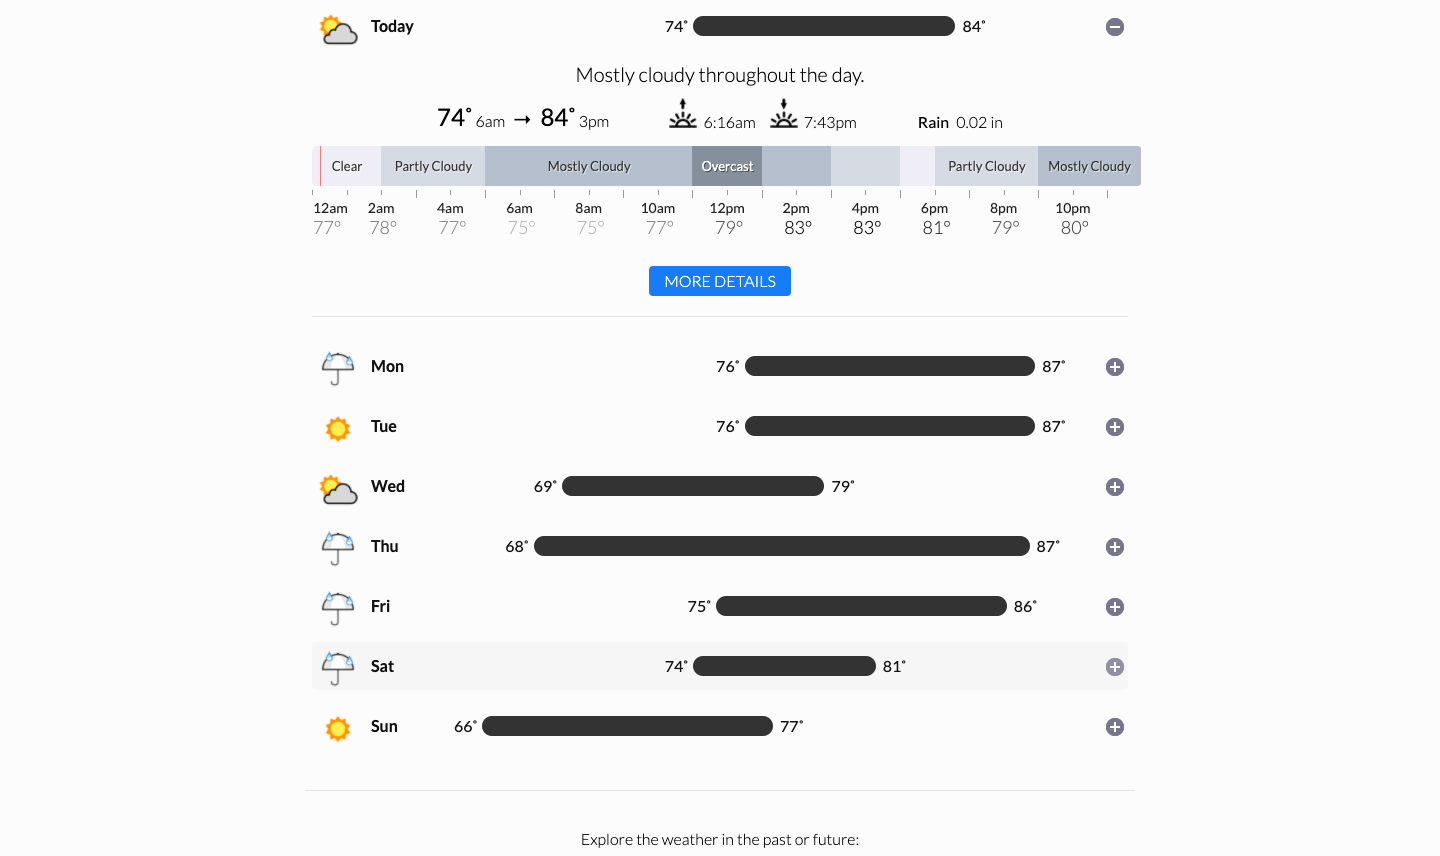 Today 74˚ 84˚
Mostly cloudy throughout the day.
74˚ 6am → 84˚ 3pm 6:16am 7:43pm Rain 0.02 in
Clear Partly Cloudy Mostly Cloudy Overcast Partly Cloudy Mostly Cloudy
12am 2am 4am 6am 8am 10am 12pm 2pm 4pm 6pm 8pm 10pm
77° 78° 77° 75° 75° 77° 79° 83° 83° 81° 79° 80°
MORE DETAILS
Mon 76˚ 87˚
Tue 76˚ 87˚
Wed 69˚ 79˚
Thu 68˚ 87˚
Fri 75˚ 86˚
Sat 74˚ 81˚
Sun 66˚ 77˚
Explore the weather in the past or future: